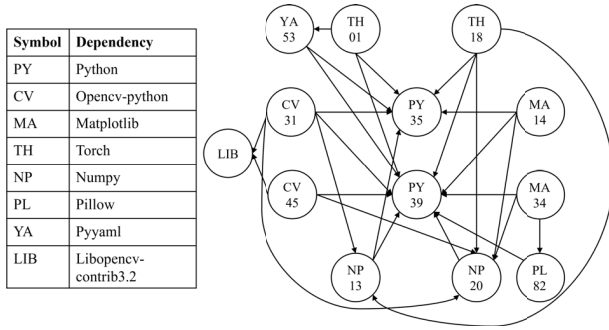 Symbol Dependency
PY Python
CV Opencv-python
MA Matplotlib
TH Torch
NP Numpy
PL Pillow
YA Pyyaml
LIB Libopencv-
contrib3.2
YA
53
TH
01
TH
18
CV
31
PY
35
MA
14
LIB
CV
45
PY
39
MA
34
NP
13
NP
20
PL
82